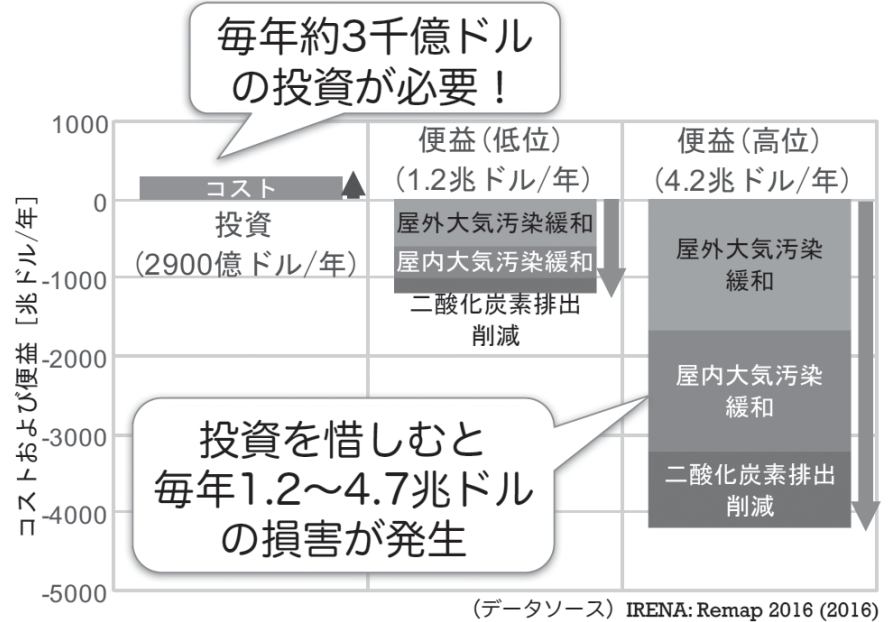 毎年約3千億ドル
の投資が必要！
コストおよび便益［兆ドル/年］
1000
0
-1000
-2000
-3000
-4000
-5000
コスト
投資
（2900億ドル/年）
便益（低位）
（1.2兆ドル/年）
屋外大気汚染緩和
屋内大気汚染緩和
二酸化炭素排出
削減
便益（高位）
（4.2兆ドル/年）
屋外大気汚染
緩和
屋内大気汚染
緩和
二酸化炭素排出
削減
投資を惜しむと
毎年1.2〜4.7兆ドル
の損害が発生
（データソース）IRENA: Remap 2016 (2016)